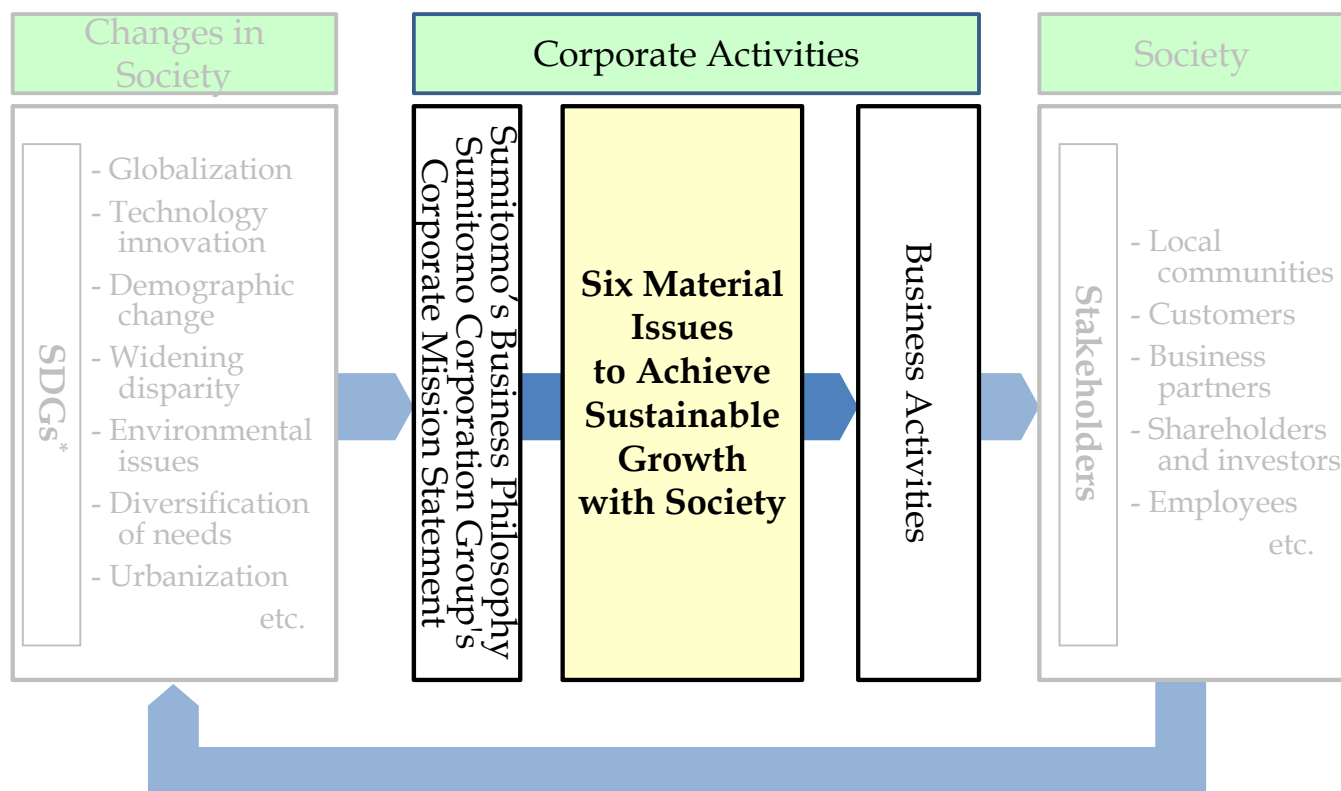 Changes in
Society
SDGs*
- Globalization
- Technology
innovation
- Demographic
change
- Widening
disparity
- Environmental
issues
- Diversification
of needs
- Urbanization
etc.
Corporate Activities
Sumitomo’s Business Philosophy
Sumitomo Corporation Group's
Corporate Mission Statement
Six Material
Issues
to Achieve
Sustainable
Growth
with Society
Business Activities
Society
Stakeholders
- Local
communities
- Customers
- Business
partners
- Shareholders
and investors
- Employees
etc.